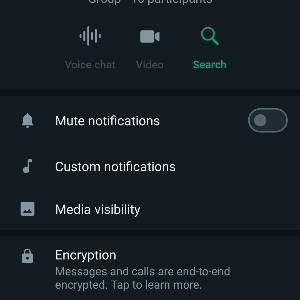 Group · 10 participants
Voice chat Video Search
Mute notifications
Custom notifications
Media visibility
Encryption
Messages and calls are end-to-end
encrypted. Tap to learn more.